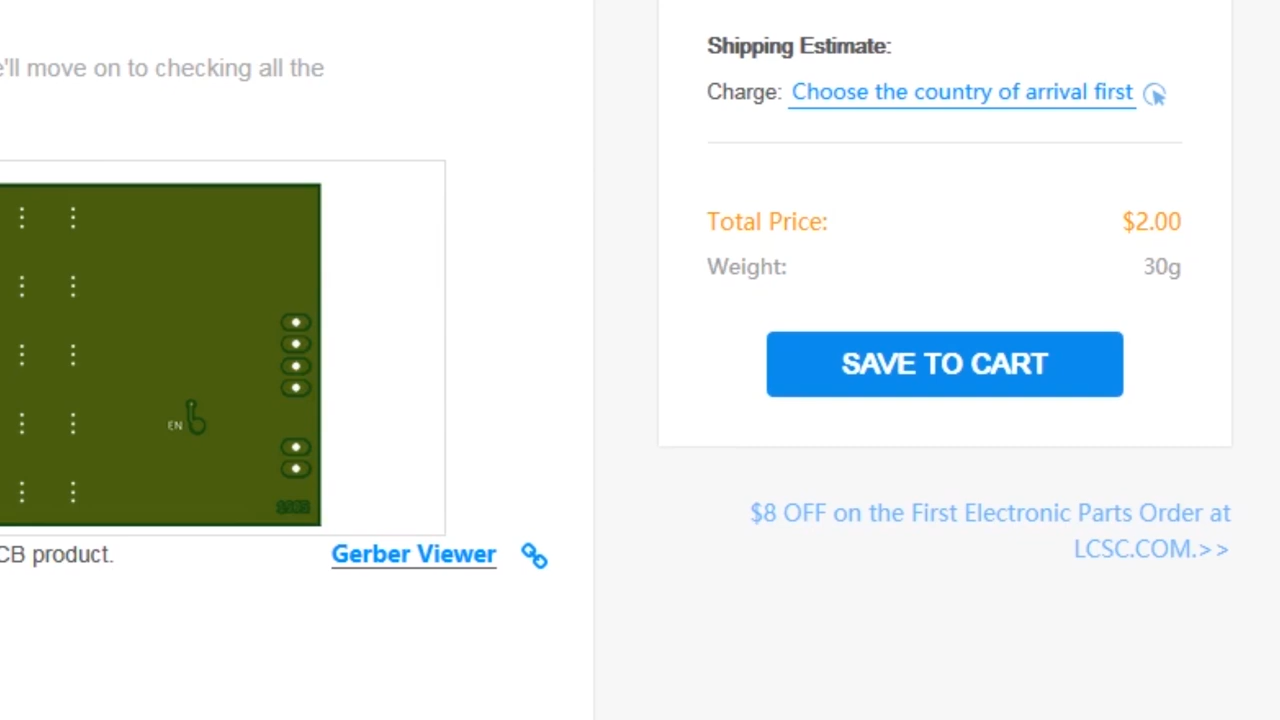 e'll move on to checking all the
EN
CB product.
Gerber Viewer
Shipping Estimate:
Charge: Choose the country of arrival first
Total Price: $2.00
Weight: 30g
SAVE TO CART
$8 OFF on the First Electronic Parts Order at
LCSC.COM.>>